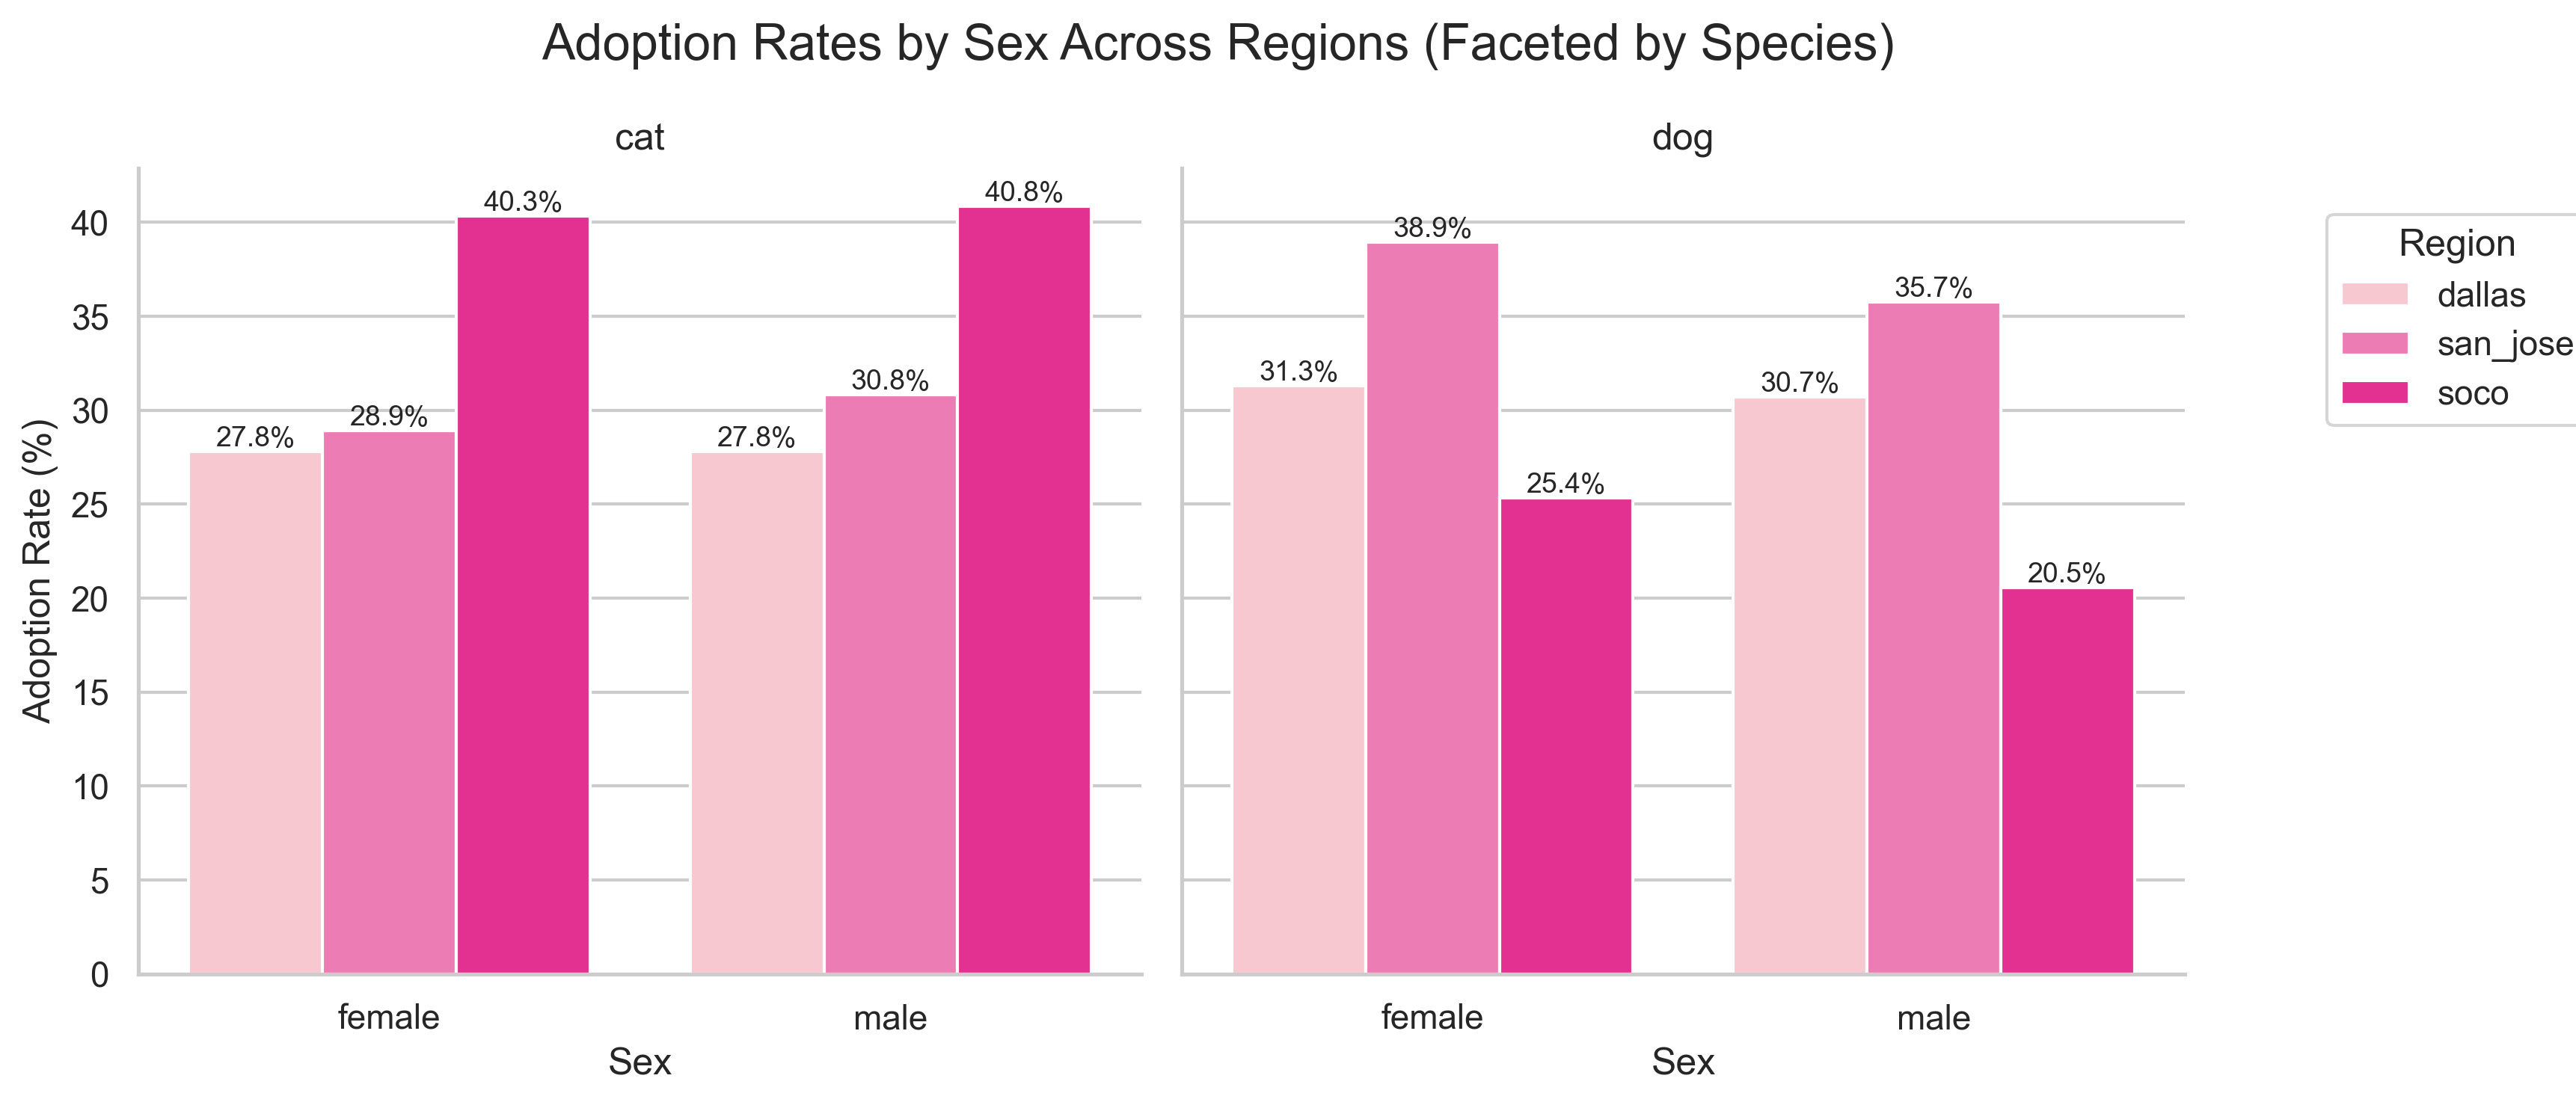 Adoption Rates by Sex Across Regions (Faceted by Species)
cat
40.3%
40.8%
40
35
30
25
20
15
10
5
0
Adoption Rate (%)
27.8%
28.9%
27.8%
30.8%
female
male
Sex
dog
38.9%
35.7%
31.3%
30.7%
25.4%
20.5%
female
male
Sex
Region
dallas
san_jose
soco